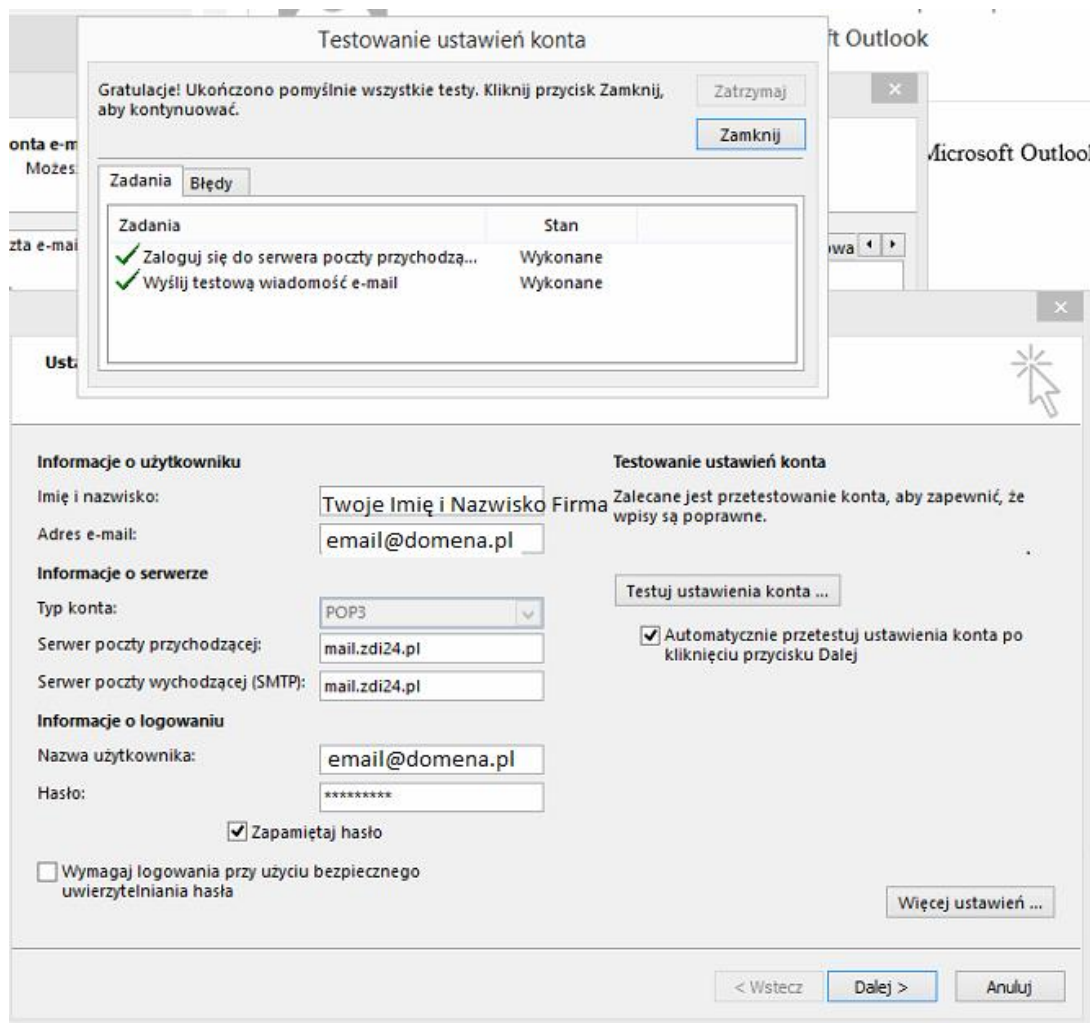 Testowanie ustawień konta
ft Outlook
Gratulacje! Ukończono pomyślnie wszystkie testy. Kliknij przycisk Zamknij,
aby kontynuować.
Zatrzymaj
Zamknij
onta e-m
Możes
Microsoft Outloo
Zadania
Błędy
Zadania
Stan
zta e-mai
owa
Zaloguj się do serwera poczty przychodzą...
Wykonane
Wyślij testową wiadomość e-mail
Wykonane
Usta
Informacje o użytkowniku
Imię i nazwisko:
Twoje Imię i Nazwisko Firma
Adres e-mail:
email@domena.pl
Informacje o serwerze
Typ konta:
POP3
Serwer poczty przychodzącej:
mail.zdi24.pl
Serwer poczty wychodzącej (SMTP):
mail.zdi24.pl
Informacje o logowaniu
Nazwa użytkownika:
email@domena.pl
Hasło:
*********
Zapamiętaj hasło
Wymagaj logowania przy użyciu bezpiecznego
uwierzytelniania hasła
Testowanie ustawień konta
Zalecane jest przetestowanie konta, aby zapewnić, że
wpisy są poprawne.
Testuj ustawienia konta ...
Automatycznie przetestuj ustawienia konta po
kliknięciu przycisku Dalej
Więcej ustawień ...
< Wstecz
Dalej >
Anuluj